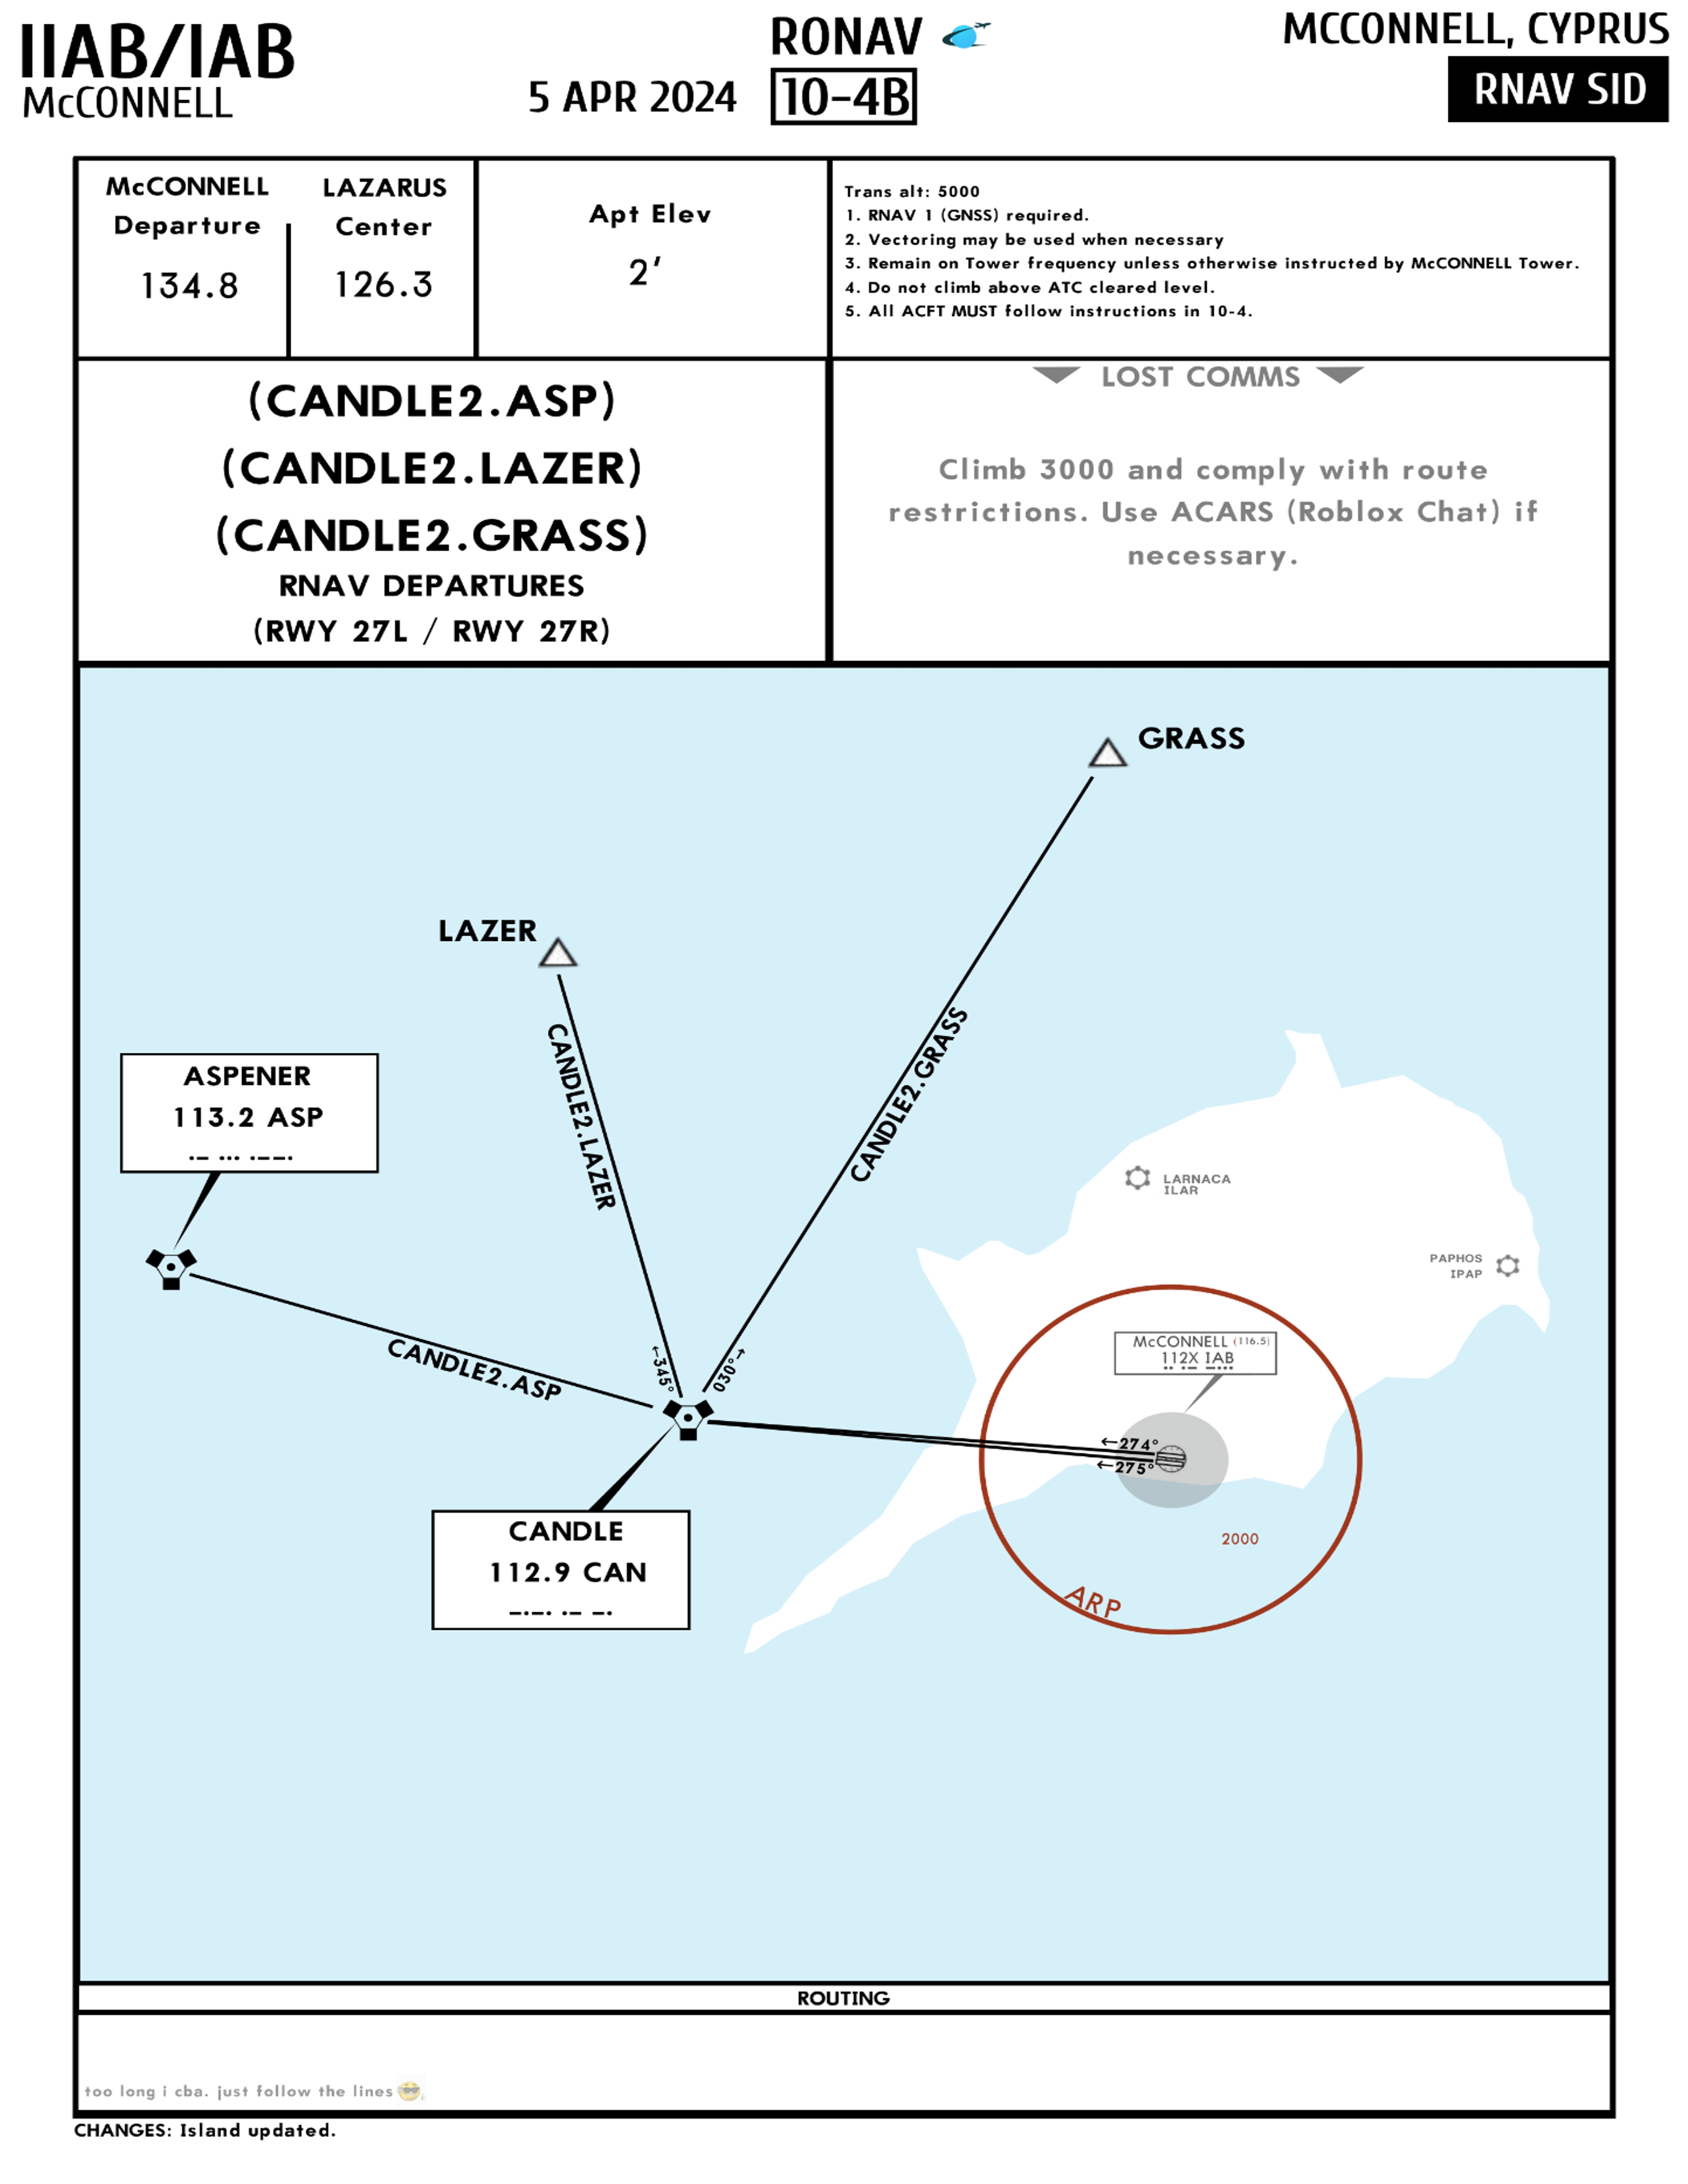 IIAB/IAB
McCONNELL
5 APR 2024
RONAV
10-4B
MCCONNELL, CYPRUS
RNAV SID
McCONNELL
Departure
134.8
LAZARUS
Center
126.3
Apt Elev
2'
Trans alt: 5000
1. RNAV 1 (GNSS) required.
2. Vectoring may be used when necessary
3. Remain on Tower frequency unless otherwise instructed by McCONNELL Tower.
4. Do not climb above ATC cleared level.
5. All ACFT MUST follow instructions in 10-4.
(CANDLE2.ASP)
(CANDLE2.LAZER)
(CANDLE2.GRASS)
RNAV DEPARTURES
(RWY 27L / RWY 27R)
LOST COMMS
Climb 3000 and comply with route
restrictions. Use ACARS (Roblox Chat) if
necessary.
GRASS
LAZER
CANDLE2.GRASS
CANDLE2.LAZER
ASPENER
113.2 ASP
·– ··· ·––·
LARNACA
ILAR
PAPHOS
IPAP
McCONNELL (116.5)
112X IAB
·· ·– –···
CANDLE2.ASP
←345°
030°→
←274°
←275°
CANDLE
112.9 CAN
–·–· ·– –·
2000
ARP
ROUTING
too long i cba. just follow the lines😎
CHANGES: Island updated.